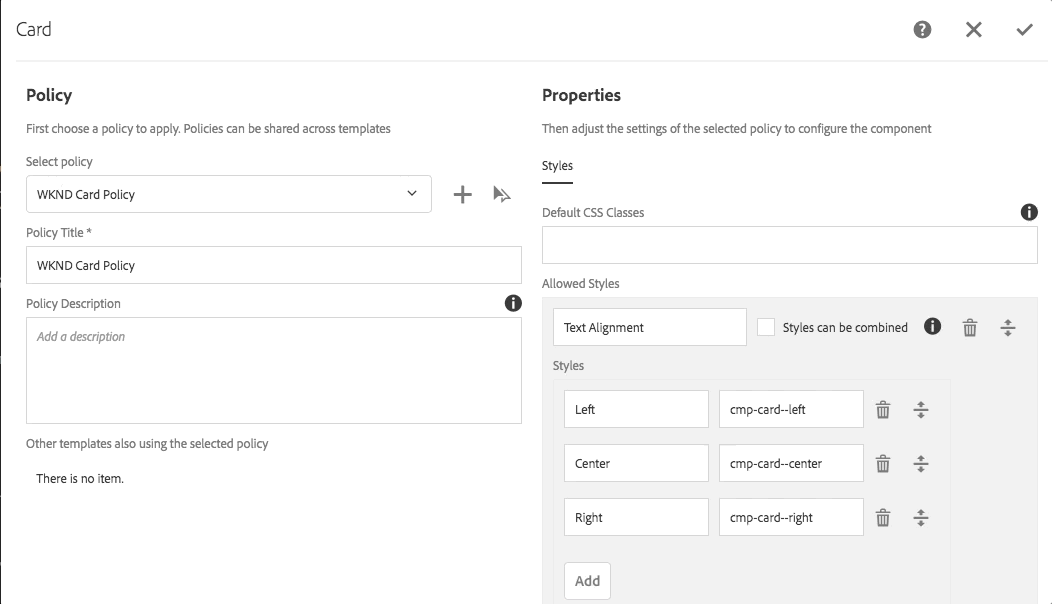 Card
Policy
First choose a policy to apply. Policies can be shared across templates
Select policy
WKND Card Policy
Policy Title *
WKND Card Policy
Policy Description
Add a description
Other templates also using the selected policy
There is no item.
Properties
Then adjust the settings of the selected policy to configure the component
Styles
Default CSS Classes
Allowed Styles
Text Alignment
Styles can be combined
Styles
Left cmp-card--left
Center cmp-card--center
Right cmp-card--right
Add